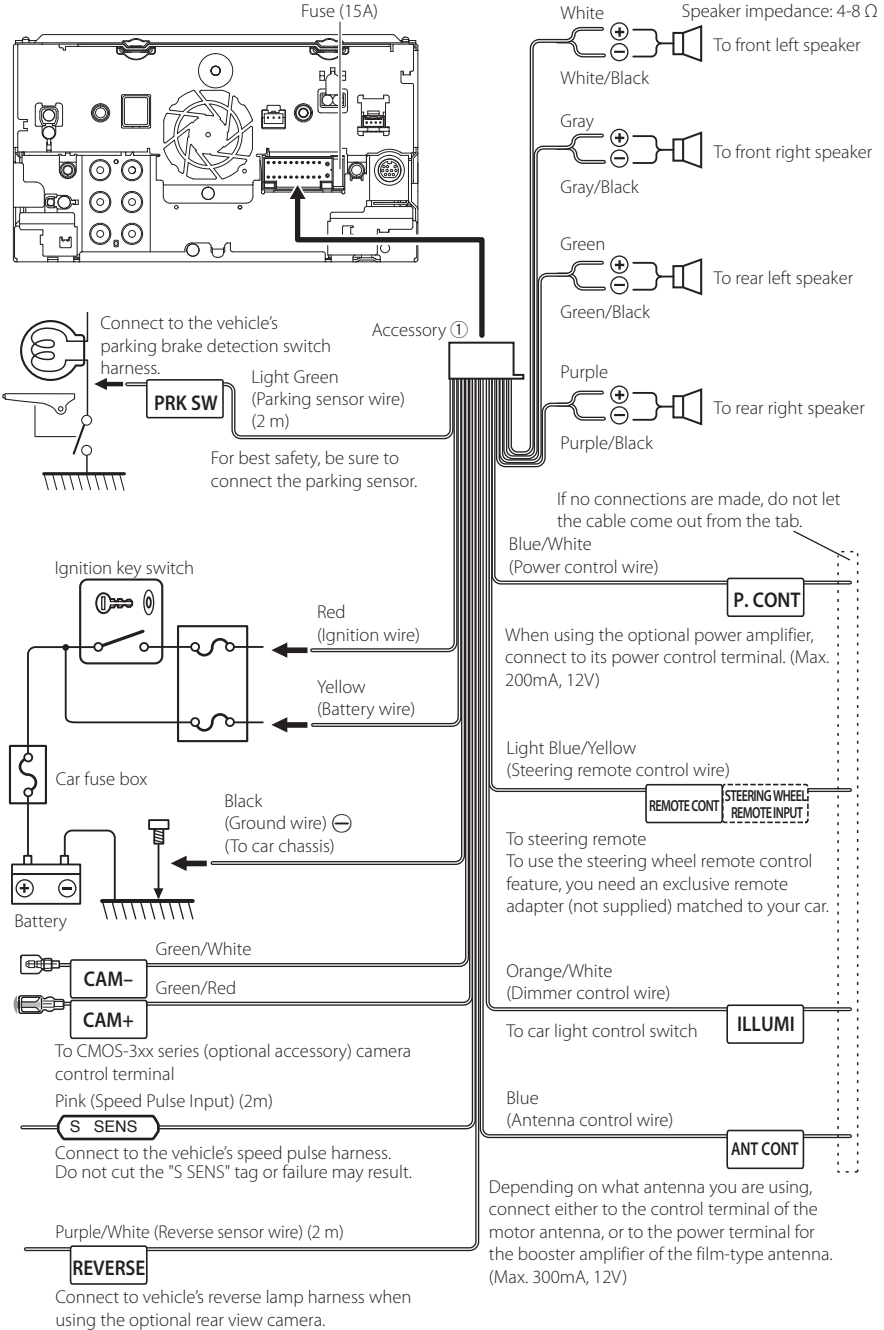 Fuse (15A)
White
Speaker impedance: 4-8 Ω
⊕
⊖
To front left speaker
White/Black
Gray
⊕
⊖
To front right speaker
Gray/Black
Green
⊕
⊖
To rear left speaker
Green/Black
Purple
⊕
⊖
To rear right speaker
Purple/Black
Accessory ①
Connect to the vehicle's
parking brake detection switch
harness.
PRK SW
Light Green
(Parking sensor wire)
(2 m)
For best safety, be sure to
connect the parking sensor.
If no connections are made, do not let
the cable come out from the tab.
Blue/White
(Power control wire)
P. CONT
When using the optional power amplifier,
connect to its power control terminal. (Max.
200mA, 12V)
Ignition key switch
Red
(Ignition wire)
Yellow
(Battery wire)
Car fuse box
Black
(Ground wire) ⊖
(To car chassis)
⊕ ⊖
Battery
Light Blue/Yellow
(Steering remote control wire)
REMOTE CONT
STEERING WHEEL
REMOTE INPUT
To steering remote
To use the steering wheel remote control
feature, you need an exclusive remote
adapter (not supplied) matched to your car.
Green/White
CAM–
Green/Red
CAM+
To CMOS-3xx series (optional accessory) camera
control terminal
Orange/White
(Dimmer control wire)
To car light control switch
ILLUMI
Pink (Speed Pulse Input) (2m)
S SENS
Connect to the vehicle's speed pulse harness.
Do not cut the "S SENS" tag or failure may result.
Blue
(Antenna control wire)
ANT CONT
Depending on what antenna you are using,
connect either to the control terminal of the
motor antenna, or to the power terminal for
the booster amplifier of the film-type antenna.
(Max. 300mA, 12V)
Purple/White (Reverse sensor wire) (2 m)
REVERSE
Connect to vehicle's reverse lamp harness when
using the optional rear view camera.